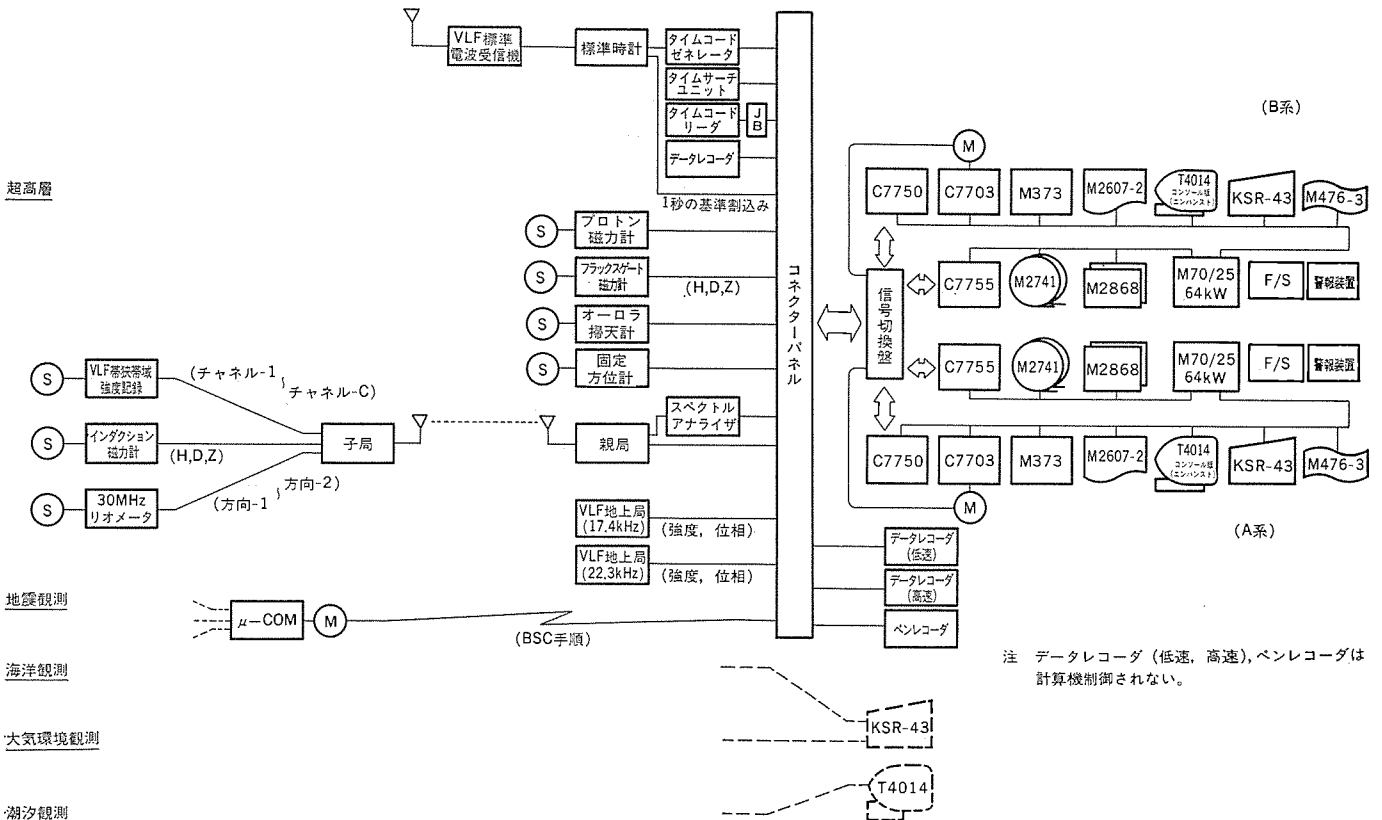 VLF標準
電波受信機
標準時計
タイムコード
ゼネレータ
タイムサーチ
ユニット
タイムコード
リーダ
J
B
データレコーダ
1秒の基準割込み
超高層
S
プロトン
磁力計
S
フラックスゲート
磁力計
(H,D,Z)
S
オーロラ
掃天計
S
固定
方位計
S
VLF帯狭帯域
強度記録
(チャネル-1
〜
チャネル-C)
S
インダクション
磁力計
(H,D,Z)
S
30MHz
リオメータ
(方向-1
〜
方向-2)
子局
親局
スペクトル
アナライザ
VLF地上局
(17.4kHz)
(強度, 位相)
VLF地上局
(22.3kHz)
(強度, 位相)
地震観測
μ-COM
M
(BSC手順)
海洋観測
大気環境観測
潮汐観測
コネクターパネル
信号切換盤
(B系)
M
C7750
C7703
M373
M2607-2
T4014
コンソール型
(エンハンスト)
KSR-43
M476-3
C7755
M2741
M2868
M70/25
64kW
F/S
警報装置
C7755
M2741
M2868
M70/25
64kW
F/S
警報装置
C7750
C7703
M373
M2607-2
T4014
コンソール型
(エンハンスト)
KSR-43
M476-3
M
(A系)
データレコーダ
(低速)
データレコーダ
(高速)
ペンレコーダ
注 データレコーダ (低速, 高速), ペンレコーダは
計算機制御されない。
KSR-43
T4014